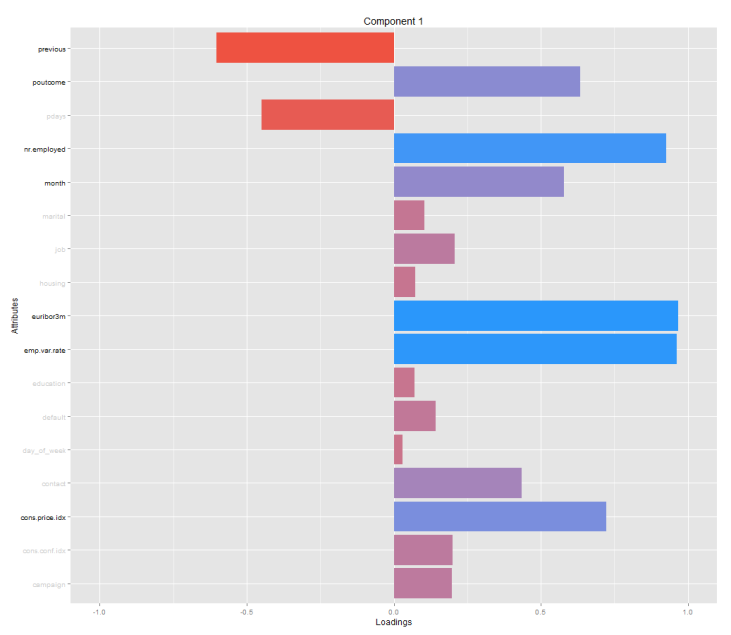 Component 1
previous
poutcome
pdays
nr.employed
month
marital
job
housing
euribor3m
emp.var.rate
education
default
day_of_week
contact
cons.price.idx
cons.conf.idx
campaign
Attributes
-1.0 -0.5 0.0 0.5 1.0
Loadings